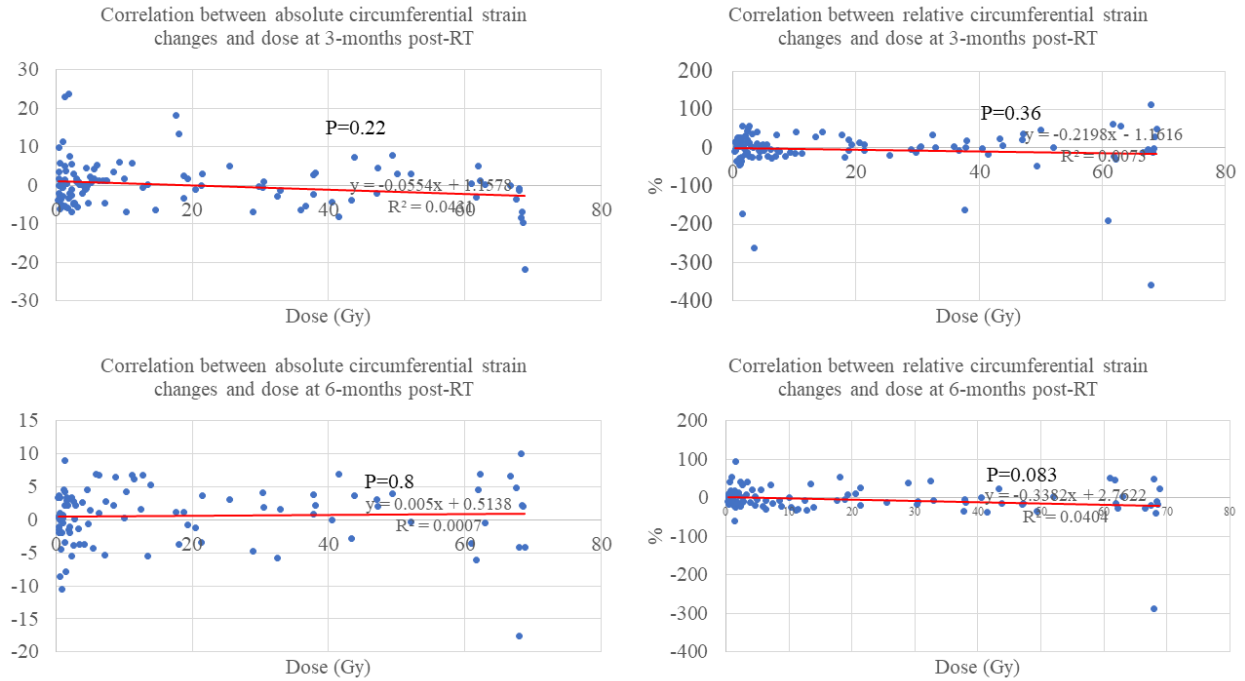 Correlation between absolute circumferential strain
changes and dose at 3-months post-RT
30
20
10
0
-10
-20
-30
0
20
40
60
80
P=0.22
y = -0.0554x + 1.1578
R² = 0.0431
Dose (Gy)
Correlation between relative circumferential strain
changes and dose at 3-months post-RT
200
100
0
-100
-200
-300
-400
%
0
20
40
60
80
P=0.36
y = -0.2198x - 1.1616
R² = 0.0073
Dose (Gy)
Correlation between absolute circumferential strain
changes and dose at 6-months post-RT
15
10
5
0
-5
-10
-15
-20
0
20
40
60
80
P=0.8
y = 0.005x + 0.5138
R² = 0.0007
Dose (Gy)
Correlation between relative circumferential strain
changes and dose at 6-months post-RT
200
100
0
-100
-200
-300
-400
%
0
10
20
30
40
50
60
70
80
P=0.083
y = -0.3382x + 2.7622
R² = 0.0404
Dose (Gy)